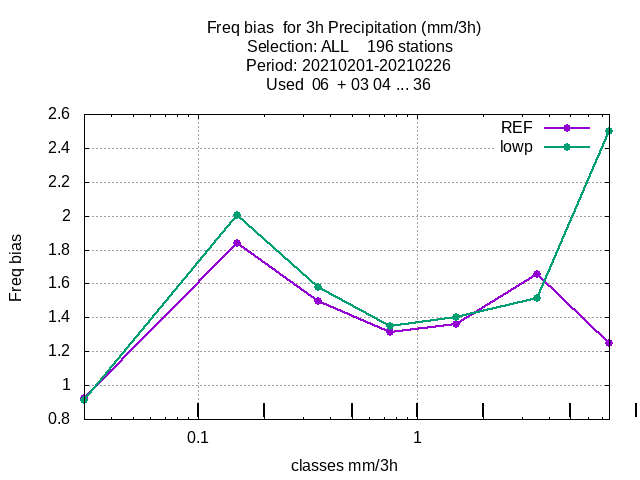 Freq bias  for 3h Precipitation (mm/3h)
Selection: ALL    196 stations
Period: 20210201-20210226
Used  06  + 03 04 ... 36
REF
lowp
2.6
2.4
2.2
2
1.8
1.6
1.4
1.2
1
0.8
Freq bias
0.1
1
classes mm/3h